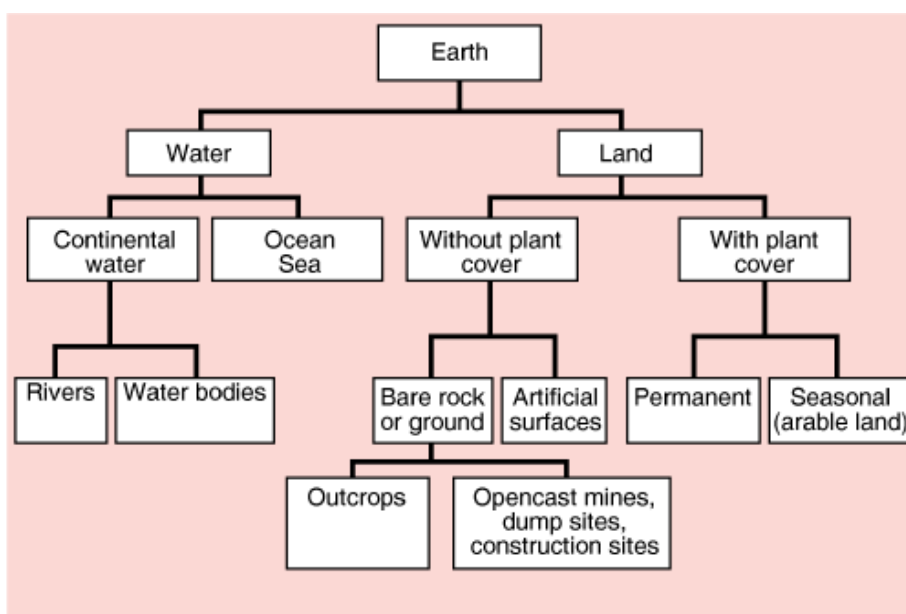 Earth
Water
Land
Continental
water
Ocean
Sea
Without plant
cover
With plant
cover
Rivers
Water bodies
Bare rock
or ground
Artificial
surfaces
Permanent
Seasonal
(arable land)
Outcrops
Opencast mines,
dump sites,
construction sites